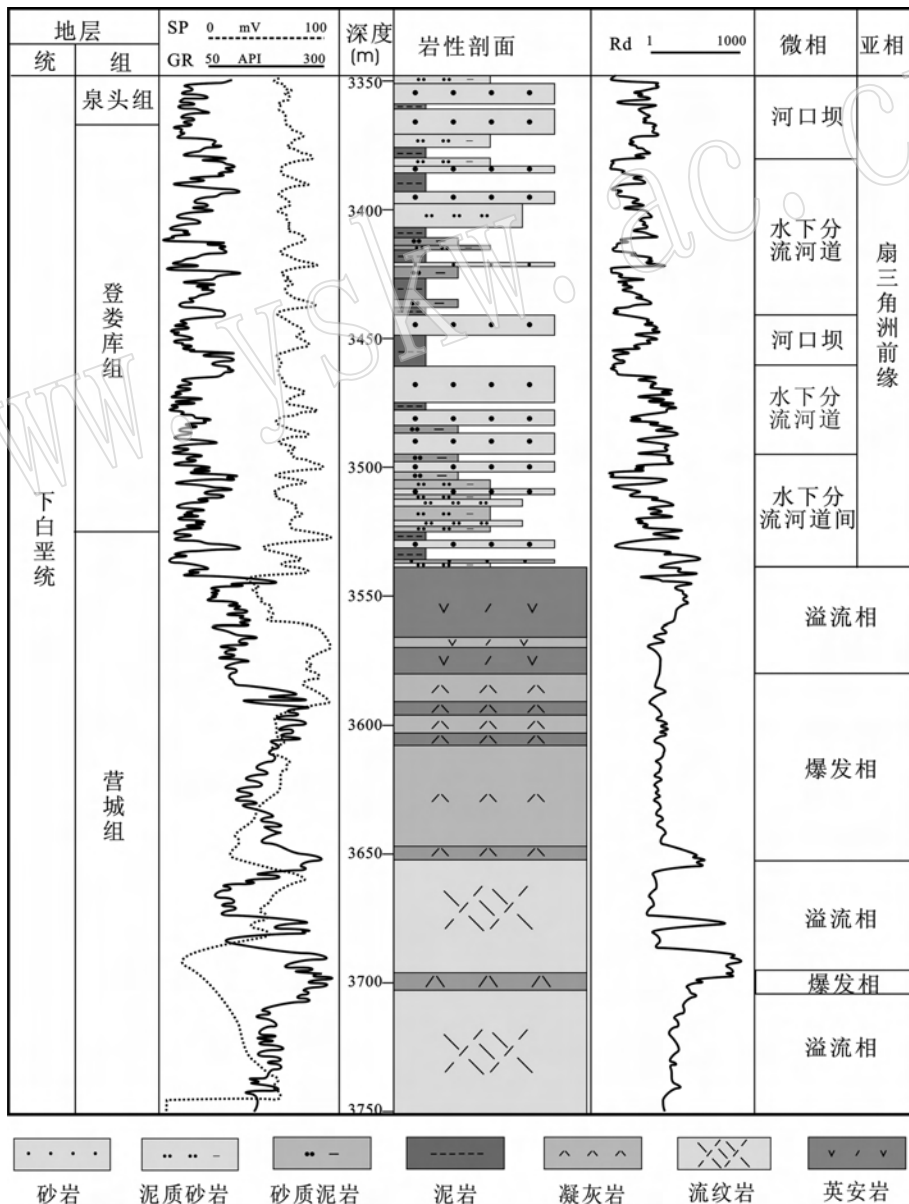 地层
统
组
SP 0 mV 100
GR 50 API 300
深度
(m)
岩性剖面
Rd 1 1000
微相
亚相
下白垩统
泉头组
登娄库组
营城组
3350
3400
3450
3500
3550
3600
3650
3700
3750
河口坝
水下分
流河道
河口坝
水下分
流河道
水下分
流河道间
溢流相
爆发相
溢流相
爆发相
溢流相
扇三角洲前缘
砂岩
泥质砂岩
砂质泥岩
泥岩
凝灰岩
流纹岩
英安岩
www.yskw.ac.c